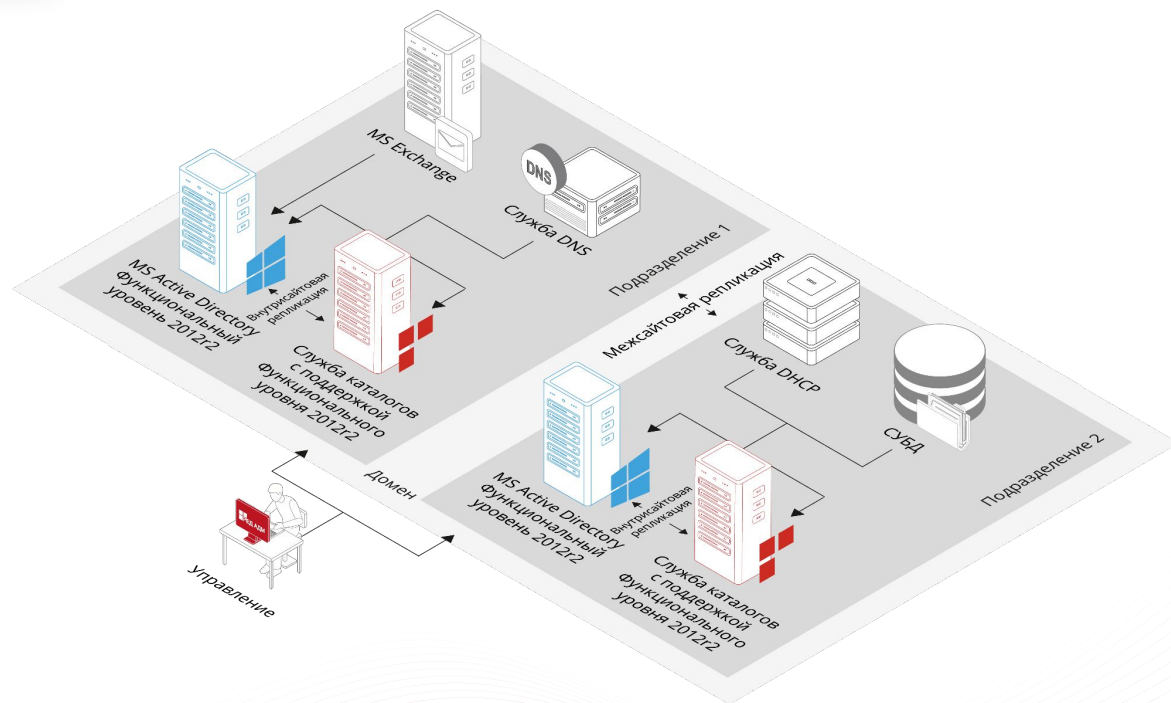 MS Exchange
DNS
Служба DNS
MS Active Directory
Функциональный
уровень 2012r2
Внутрисайтовая
репликация
Служба каталогов
с поддержкой
Функционального
уровня 2012r2
Подразделение 1
Межсайтовая репликация
Служба DHCP
СУБД
MS Active Directory
Функциональный
уровень 2012r2
Внутрисайтовая
репликация
Служба каталогов
с поддержкой
Функционального
уровня 2012r2
Подразделение 2
Домен
Управление